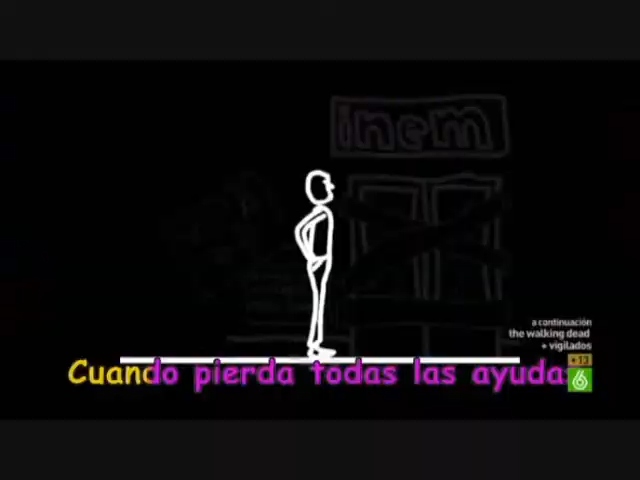 inem
a continuación
the walking dead
+ vigilados
+13
6
Cuando pierda todas las ayudas